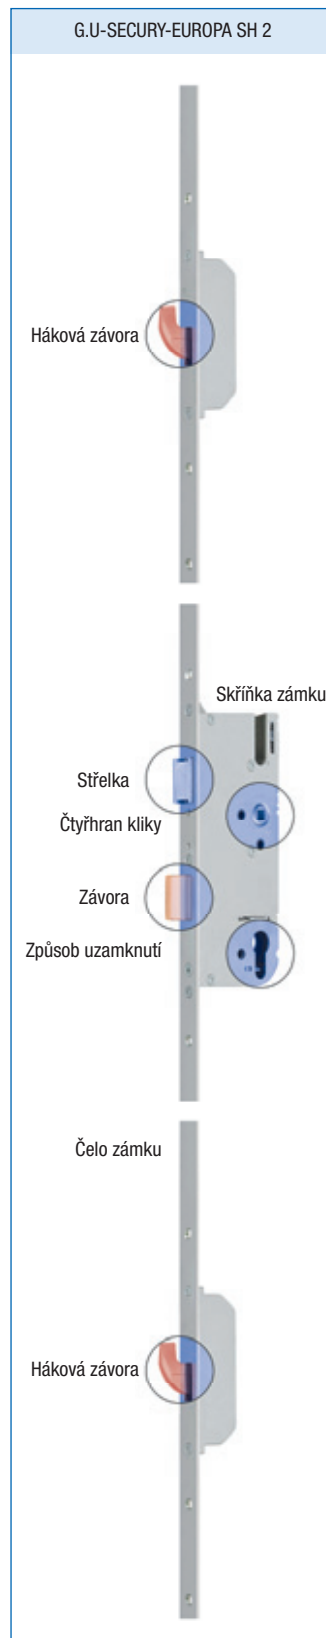 G.U-SECURY-EUROPA SH 2
Háková závora
Skříňka zámku
Střelka
Čtyřhran kliky
Závora
Způsob uzamknutí
Čelo zámku
Háková závora